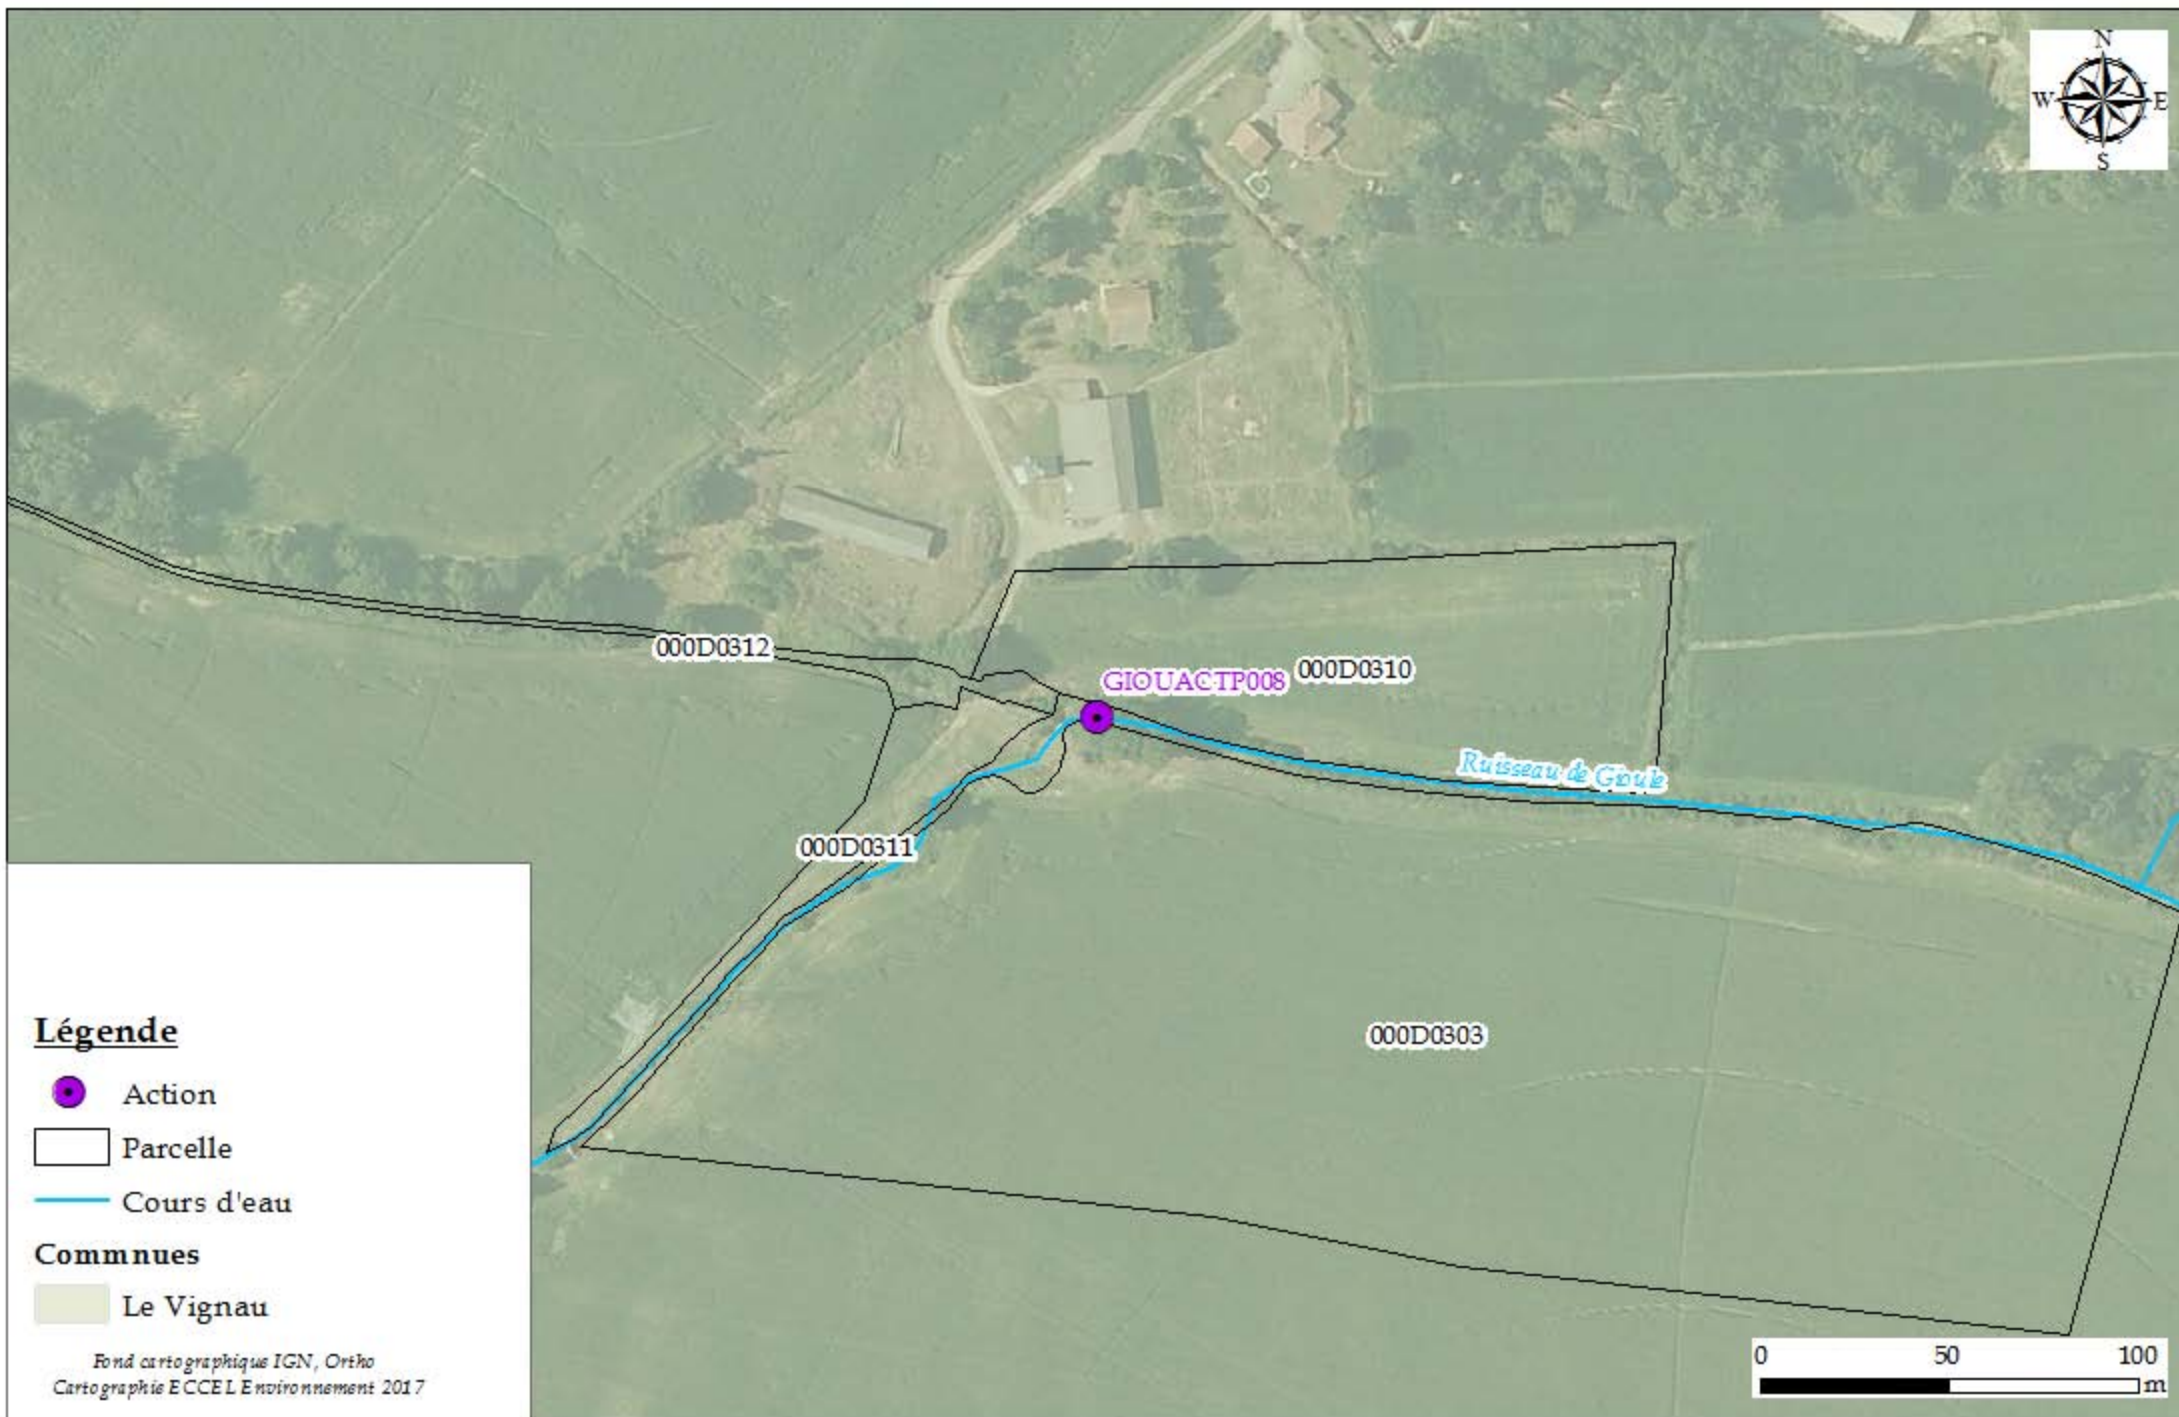 N
W E
S
000D0312
GIOUACTP008 000D0310
Ruisseau de Gioule
000D0311
000D0303
Légende
Action
Parcelle
Cours d'eau
Commnues
Le Vignau
Fond cartographique IGN, Ortho
Cartographie ECCEL Environnement 2017
0 50 100
m